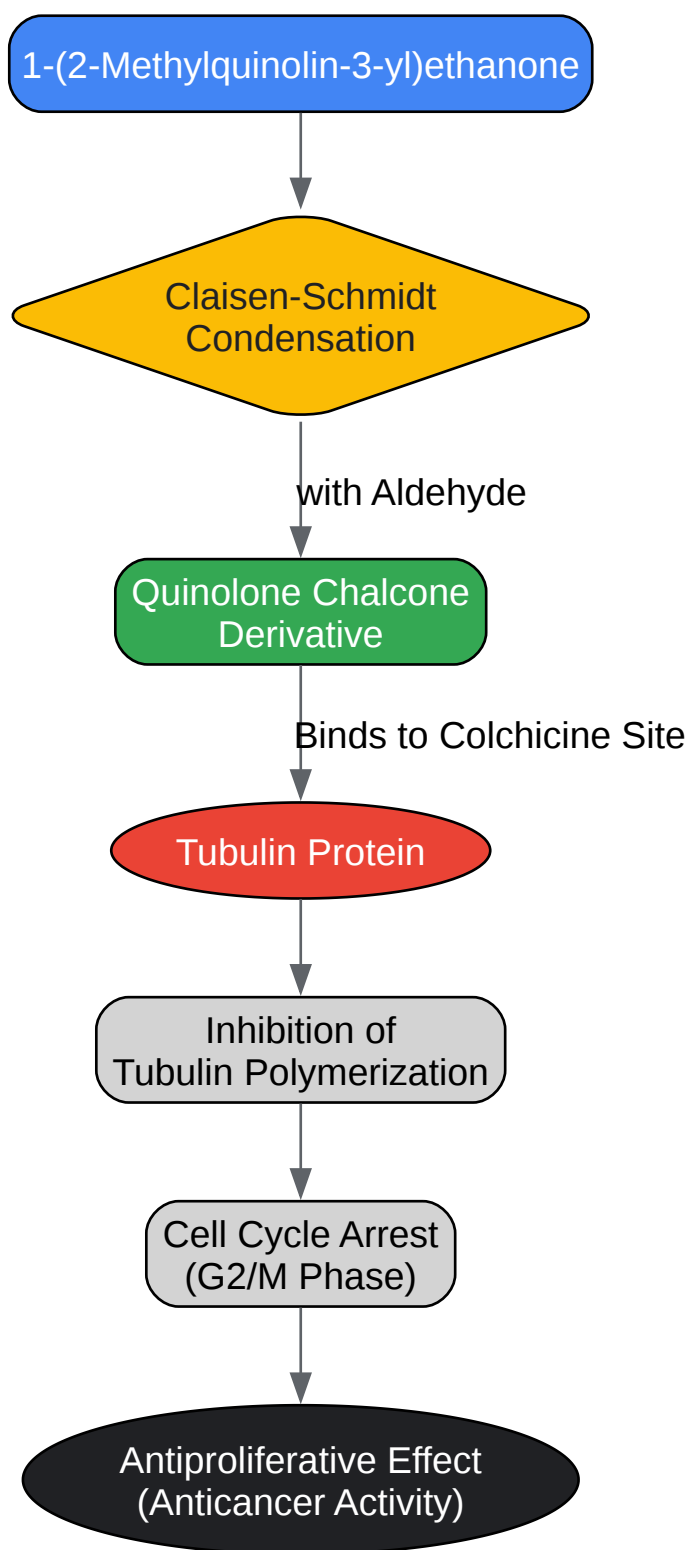 1-(2-Methylquinolin-3-yl)ethanone
Claisen-Schmidt
Condensation
with Aldehyde
Quinolone Chalcone
Derivative
Binds to Colchicine Site
Tubulin Protein
Inhibition of
Tubulin Polymerization
Cell Cycle Arrest
(G2/M Phase)
Antiproliferative Effect
(Anticancer Activity)